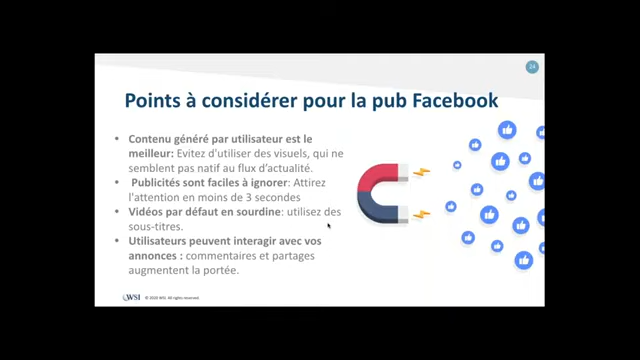 24
Points à considérer pour la pub Facebook
• Contenu généré par utilisateur est le
meilleur: Evitez d'utiliser des visuels, qui ne
semblent pas natif au flux d'actualité.
• Publicités sont faciles à ignorer: Attirez
l'attention en moins de 3 secondes
• Vidéos par défaut en sourdine: utilisez des
sous-titres.
• Utilisateurs peuvent interagir avec vos
annonces : commentaires et partages
augmentent la portée.
WSI © 2020 WSI. All rights reserved.